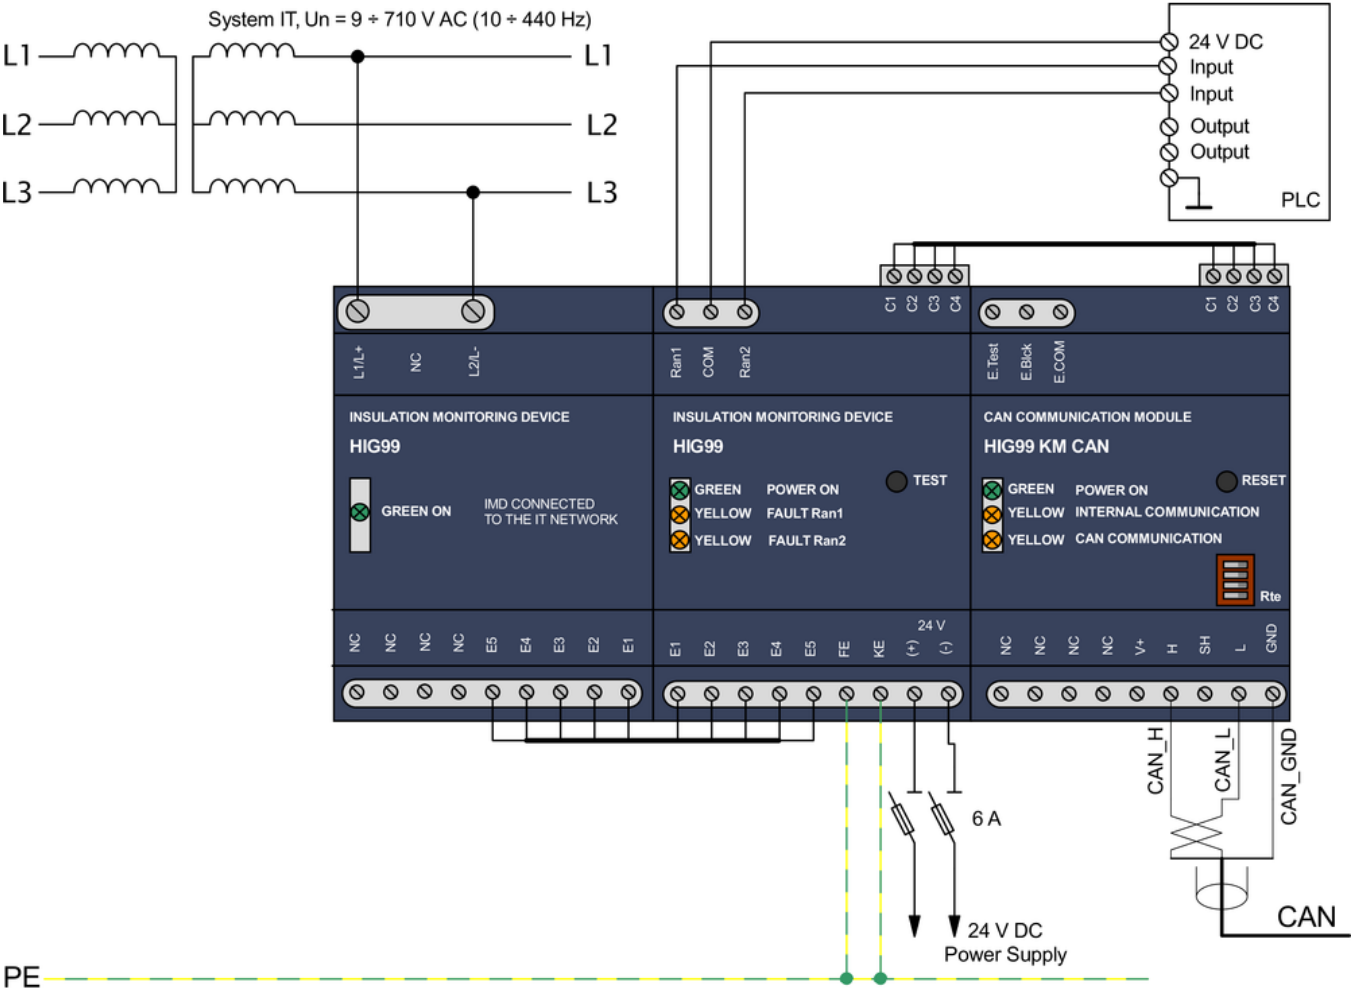 System IT, Un = 9 ÷ 710 V AC (10 ÷ 440 Hz)
L1
L1
L2
L2
L3
L3
24 V DC
Input
Input
Output
Output
PLC
L1/L+
NC
L2/L-
Ran1
COM
Ran2
C1
C2
C3
C4
E.Test
E.Blck
E.COM
C1
C2
C3
C4
INSULATION MONITORING DEVICE
HIG99
GREEN ON
IMD CONNECTED
TO THE IT NETWORK
INSULATION MONITORING DEVICE
HIG99
TEST
GREEN POWER ON
YELLOW FAULT Ran1
YELLOW FAULT Ran2
CAN COMMUNICATION MODULE
HIG99 KM CAN
RESET
GREEN POWER ON
YELLOW INTERNAL COMMUNICATION
YELLOW CAN COMMUNICATION
Rte
NC
NC
NC
NC
E5
E4
E3
E2
E1
E1
E2
E3
E4
E5
FE
KE
24 V
(+)
(-)
NC
NC
NC
NC
V+
H
SH
L
GND
CAN_H
CAN_L
CAN_GND
6 A
24 V DC
Power Supply
CAN
PE